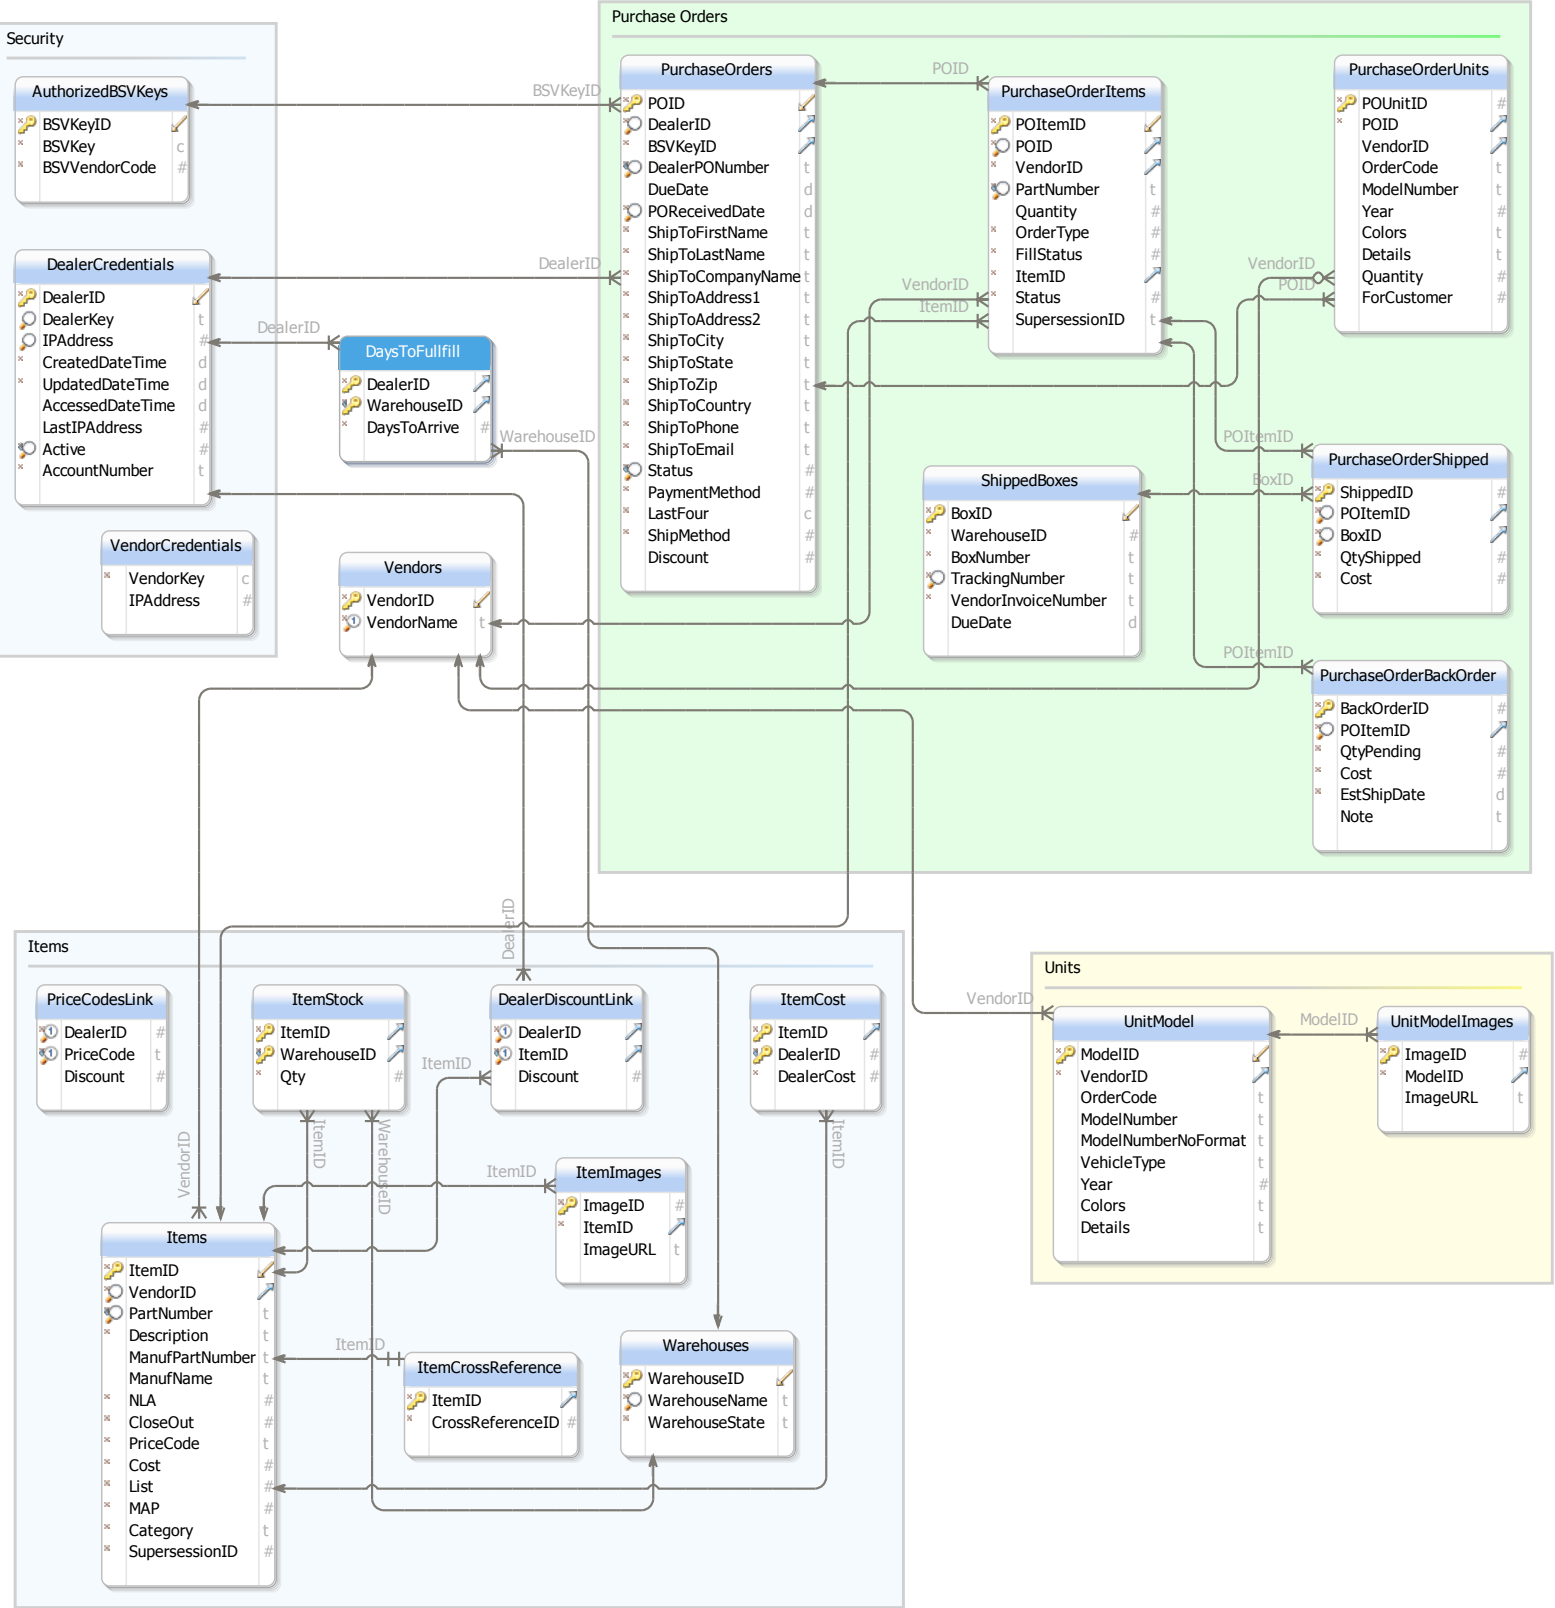 Security
AuthorizedBSVKeys
BSVKeyID
BSVKey c
BSVVendorCode #
DealerCredentials
DealerID
DealerKey t
IPAddress #
CreatedDateTime d
UpdatedDateTime d
AccessedDateTime d
LastIPAddress #
Active #
AccountNumber t
VendorCredentials
VendorKey c
IPAddress #
DealerID
DaysToFullfill
DealerID
WarehouseID
DaysToArrive #
WarehouseID
Vendors
VendorID
VendorName t
BSVKeyID
DealerID
Purchase Orders
PurchaseOrders
POID
DealerID
BSVKeyID
DealerPONumber t
DueDate d
POReceivedDate d
ShipToFirstName t
ShipToLastName t
ShipToCompanyName t
ShipToAddress1 t
ShipToAddress2 t
ShipToCity t
ShipToState t
ShipToZip t
ShipToCountry t
ShipToPhone t
ShipToEmail t
Status #
PaymentMethod #
LastFour c
ShipMethod #
Discount #
POID
PurchaseOrderItems
POItemID
POID
VendorID
PartNumber t
Quantity #
OrderType #
FillStatus #
ItemID
Status #
SupersessionID t
VendorID
ItemID
PurchaseOrderUnits
POUnitID #
POID
VendorID
OrderCode t
ModelNumber t
Year #
Colors t
Details t
Quantity #
ForCustomer #
VendorID
POID
POItemID
BoxID
ShippedBoxes
BoxID
WarehouseID #
BoxNumber t
TrackingNumber t
VendorInvoiceNumber t
DueDate d
PurchaseOrderShipped
ShippedID #
POItemID
BoxID
QtyShipped #
Cost #
POItemID
PurchaseOrderBackOrder
BackOrderID #
POItemID
QtyPending #
Cost #
EstShipDate d
Note t
Items
DealerID
PriceCodesLink
DealerID #
PriceCode t
Discount #
ItemStock
ItemID
WarehouseID
Qty #
DealerDiscountLink
DealerID
ItemID
Discount #
ItemCost
ItemID
DealerID #
DealerCost #
ItemID
VendorID
ItemID
WarehouseID
ItemID
ItemID
ItemImages
ImageID #
ItemID
ImageURL t
Items
ItemID
VendorID
PartNumber t
Description t
ManufPartNumber t
ManufName t
NLA #
CloseOut #
PriceCode t
Cost #
List #
MAP #
Category t
SupersessionID #
ItemID
ItemCrossReference
ItemID
CrossReferenceID #
Warehouses
WarehouseID
WarehouseName t
WarehouseState t
Units
VendorID
UnitModel
ModelID
VendorID
OrderCode t
ModelNumber t
ModelNumberNoFormat t
VehicleType t
Year #
Colors t
Details t
ModelID
UnitModelImages
ImageID #
ModelID
ImageURL t